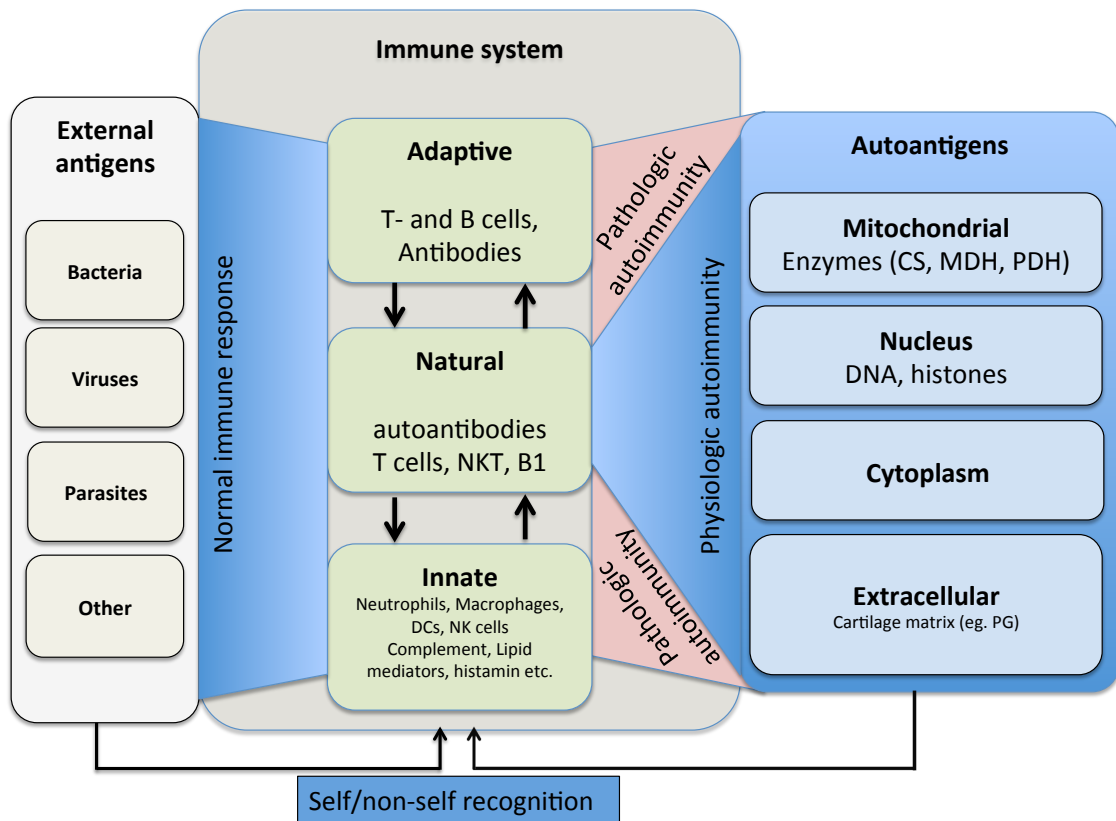 Immune system
External
antigens
Bacteria
Viruses
Parasites
Other
Normal immune response
Adaptive
T- and B cells,
Antibodies
Natural
autoantibodies
T cells, NKT, B1
Innate
Neutrophils, Macrophages,
DCs, NK cells
Complement, Lipid
mediators, histamin etc.
Pathologic
autoimmunity
Physiologic autoimmunity
Pathologic
autoimmunity
Autoantigens
Mitochondrial
Enzymes (CS, MDH, PDH)
Nucleus
DNA, histones
Cytoplasm
Extracellular
Cartilage matrix (eg. PG)
Self/non-self recognition